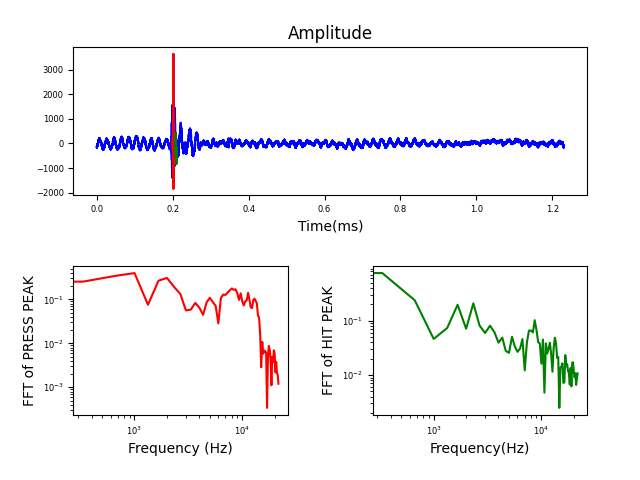 Amplitude
3000
2000
1000
0
−1000
−2000
0.0 0.2 0.4 0.6 0.8 1.0 1.2
Time(ms)
FFT of PRESS PEAK
10⁻¹
10⁻²
10⁻³
10³ 10⁴
Frequency (Hz)
FFT of HIT PEAK
10⁻¹
10⁻²
10³ 10⁴
Frequency(Hz)